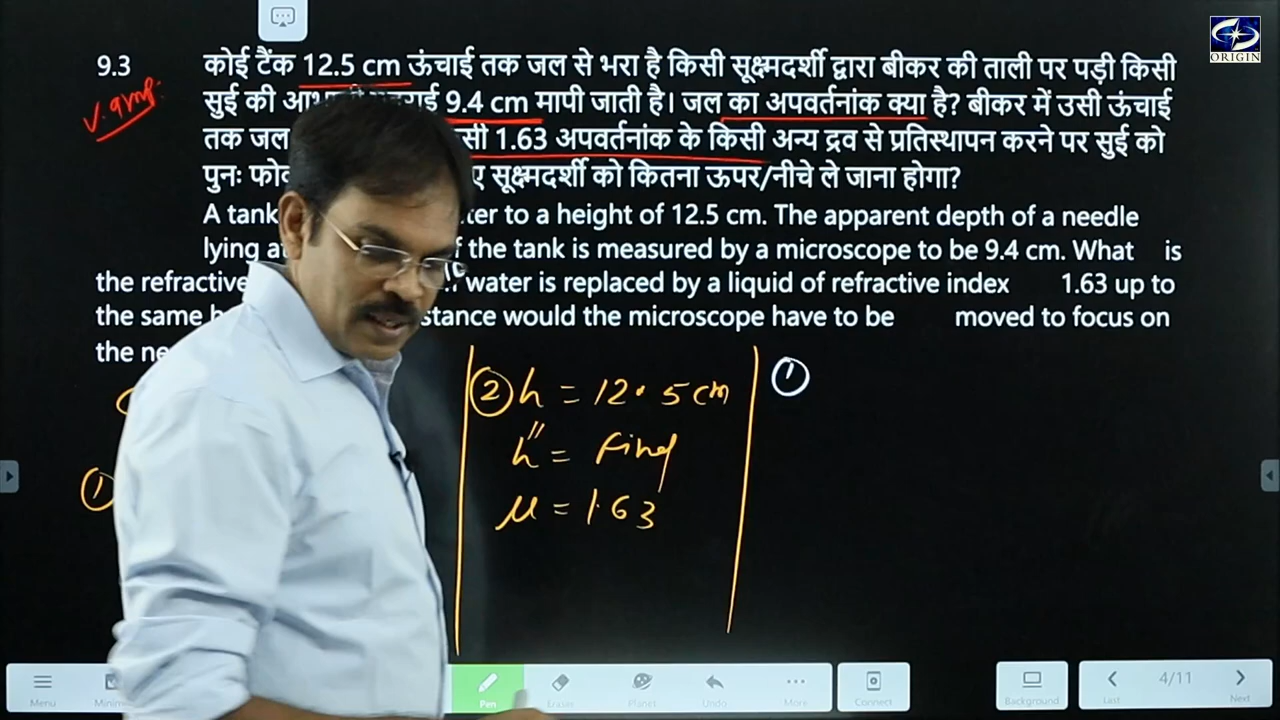 ORIGIN
9.3 कोई टैंक 12.5 cm ऊंचाई तक जल से भरा है किसी सूक्ष्मदर्शी द्वारा बीकर की ताली पर पड़ी किसी
v. Imp.
सुई की 9.4 cm मापी जाती है। जल का अपवर्तनांक क्या है? बीकर में उसी ऊंचाई
तक जल 1.63 अपवर्तनांक के किसी अन्य द्रव से प्रतिस्थापन करने पर सुई को
पुनः सूक्ष्मदर्शी को कितना ऊपर/नीचे ले जाना होगा?
A tank to a height of 12.5 cm. The apparent depth of a needle
lying the tank is measured by a microscope to be 9.4 cm. What is
the refractive water is replaced by a liquid of refractive index 1.63 up to
the same would the microscope have to be moved to focus on
the
② h = 12.5 cm
h" = Find
μ = 1.63
①
①
Menu
Pen
Eraser
Planet
Undo
More
Connect
Background
Last
4/11
Next